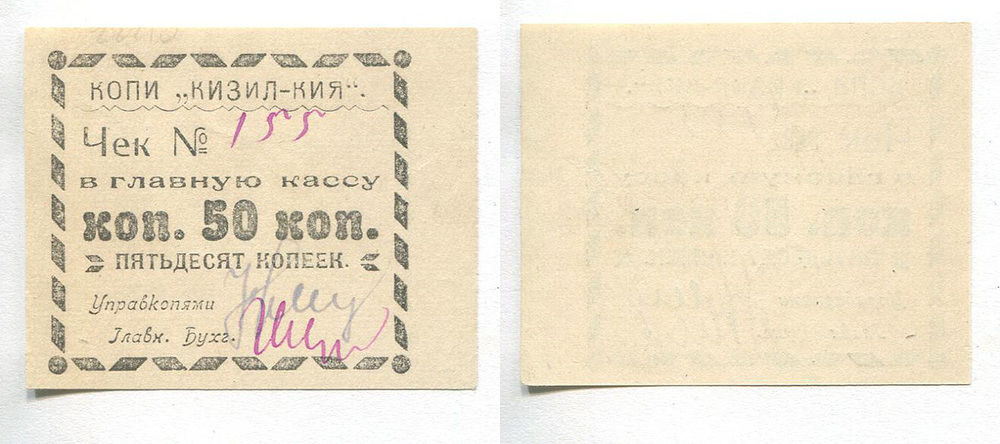 КОПИ „КИЗИЛ-КИЯ“.
Чек № 155
в главную кассу
коп. 50 коп.
ПЯТЬДЕСЯТ КОПЕЕК.
Управкопями
Главн. Бухг.